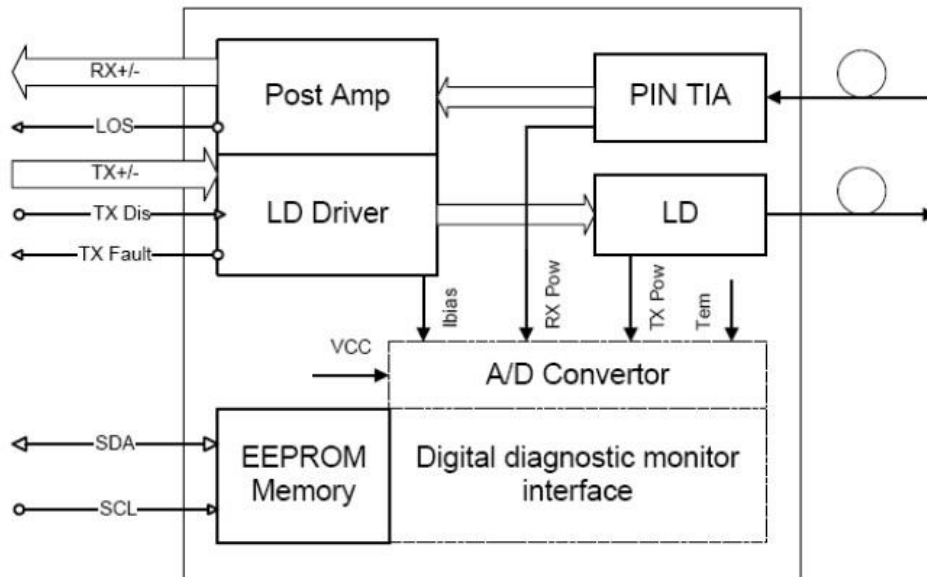 RX+/-
Post Amp
PIN TIA
LOS
TX+/-
TX Dis
LD Driver
LD
TX Fault
Ibias
RX Pow
TX Pow
Tem
VCC
A/D Convertor
SDA
EEPROM
Memory
Digital diagnostic monitor
interface
SCL